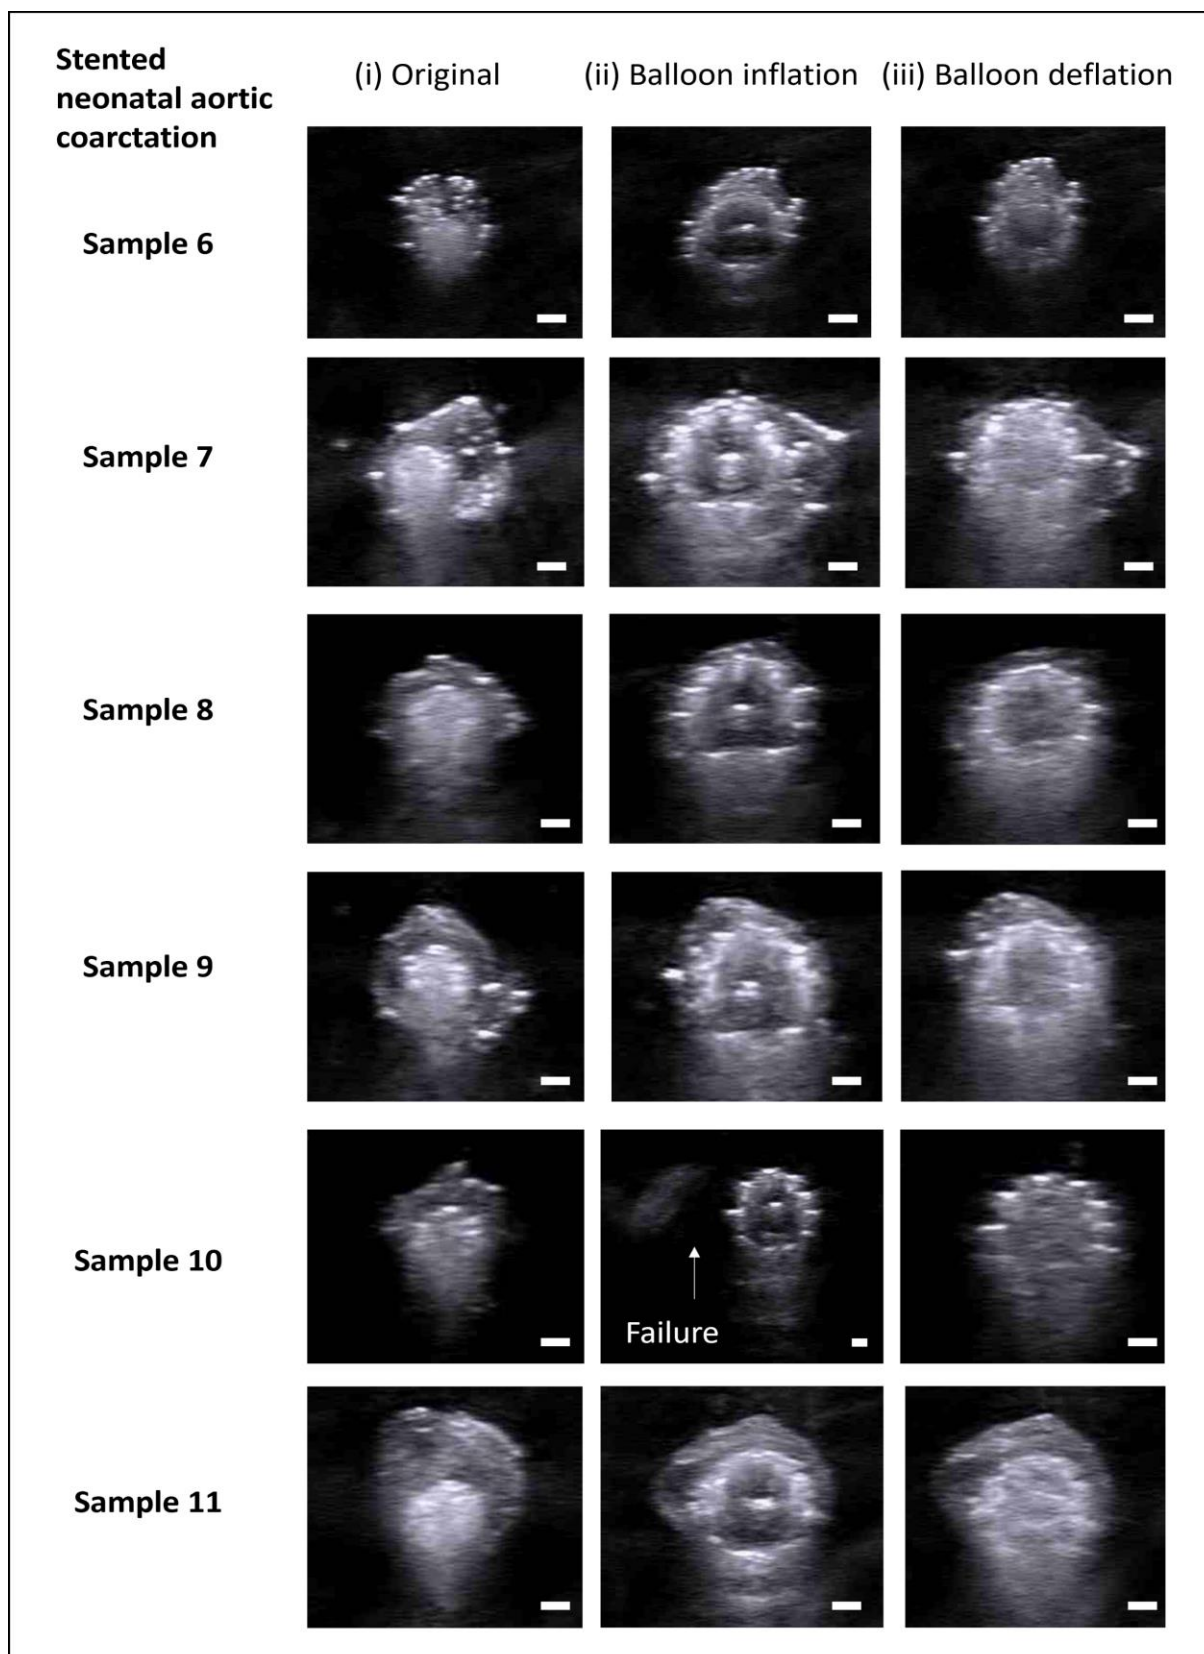 Stented
neonatal aortic
coarctation
(i) Original
(ii) Balloon inflation
(iii) Balloon deflation
Sample 6
Sample 7
Sample 8
Sample 9
Sample 10
Failure
Sample 11